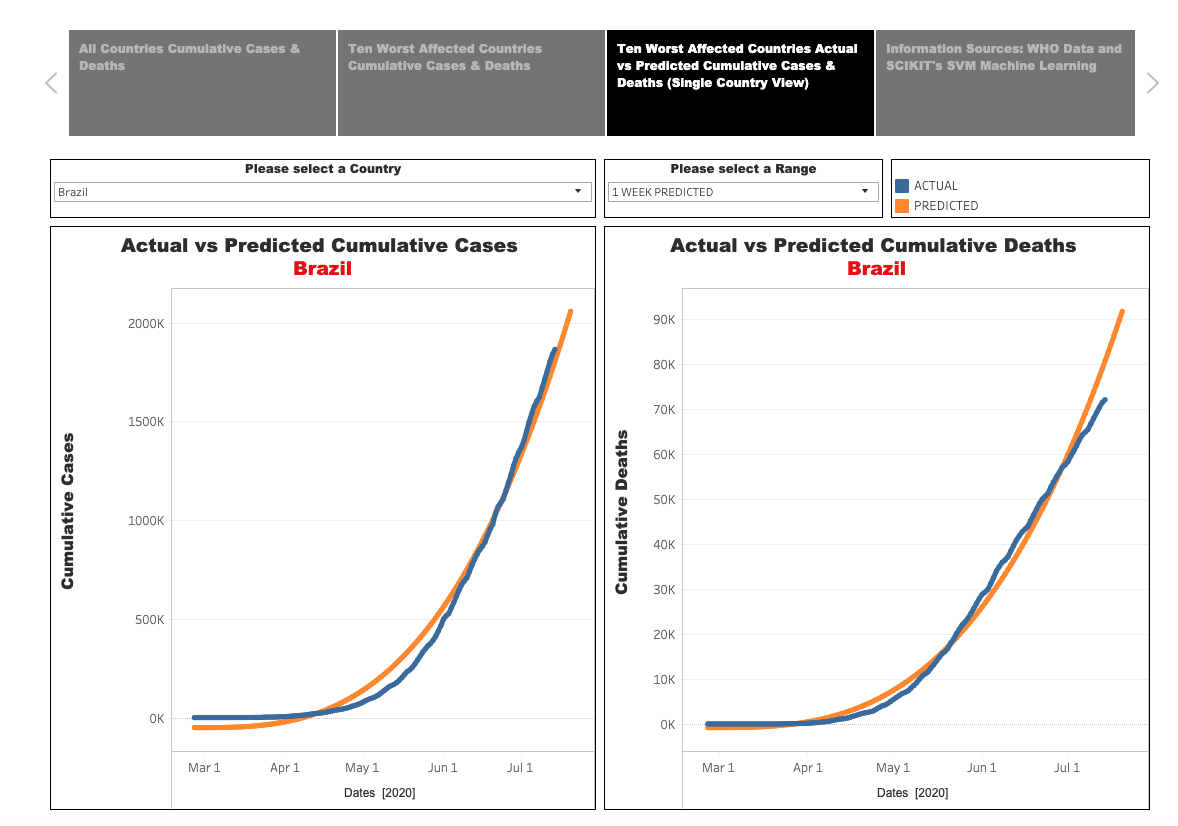 All Countries Cumulative Cases &
Deaths
Ten Worst Affected Countries
Cumulative Cases & Deaths
Ten Worst Affected Countries Actual
vs Predicted Cumulative Cases &
Deaths (Single Country View)
Information Sources: WHO Data and
SCIKIT's SVM Machine Learning
Please select a Country
Brazil
Please select a Range
1 WEEK PREDICTED
ACTUAL
PREDICTED
Actual vs Predicted Cumulative Cases
Brazil
Cumulative Cases
2000K
1500K
1000K
500K
0K
Mar 1 Apr 1 May 1 Jun 1 Jul 1
Dates [2020]
Actual vs Predicted Cumulative Deaths
Brazil
Cumulative Deaths
90K
80K
70K
60K
50K
40K
30K
20K
10K
0K
Mar 1 Apr 1 May 1 Jun 1 Jul 1
Dates [2020]